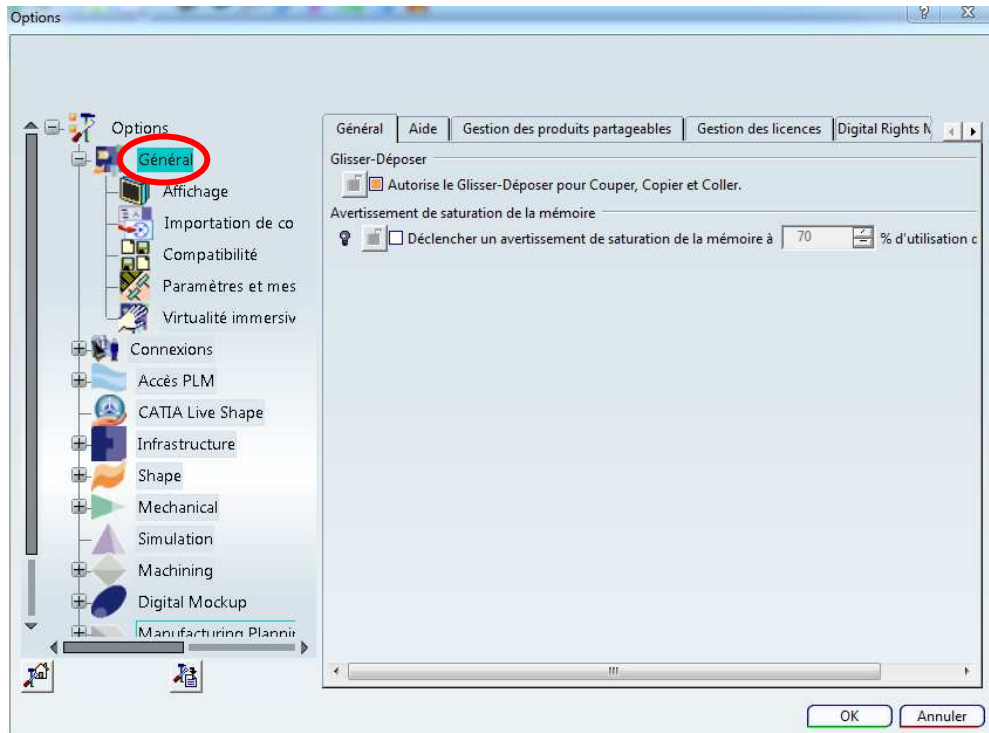 Options
Options
Général
Affichage
Importation de co
Compatibilité
Paramètres et mes
Virtualité immersiv
Connexions
Accès PLM
CATIA Live Shape
Infrastructure
Shape
Mechanical
Simulation
Machining
Digital Mockup
Manufacturing Plannir
Général
Aide
Gestion des produits partageables
Gestion des licences
Digital Rights M
Glisser-Déposer
Autorise le Glisser-Déposer pour Couper, Copier et Coller.
Avertissement de saturation de la mémoire
Déclencher un avertissement de saturation de la mémoire à 70 % d'utilisation c
OK
Annuler